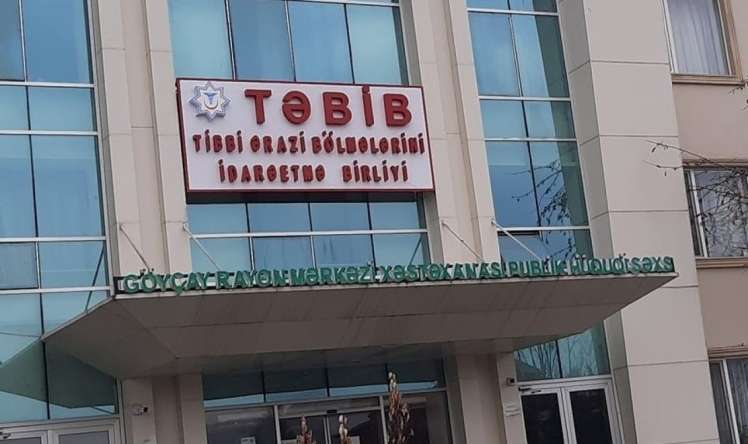 TƏBİB
TİBBİ ƏRAZİ BÖLMƏLƏRİNİ
İDARƏETMƏ BİRLİYİ
GÖYÇAY RAYON MƏRKƏZİ XƏSTƏXANASI PUBLİK HÜQUQİ ŞƏXS